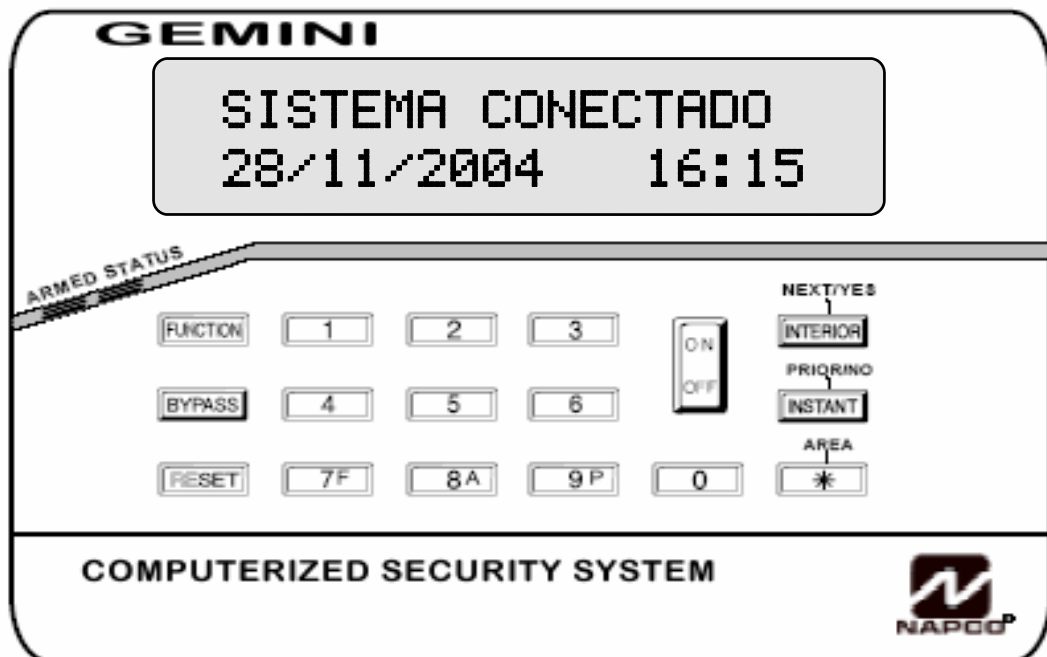 GEMINI
SISTEMA CONECTADO
28/11/2004 16:15
ARMED STATUS
NEXT/YES
FUNCTION 1 2 3 ON INTERIOR
OFF
PRIOR/NO
BYPASS 4 5 6 INSTANT
AREA
RESET 7F 8A 9P 0 *
COMPUTERIZED SECURITY SYSTEM
NAPCO